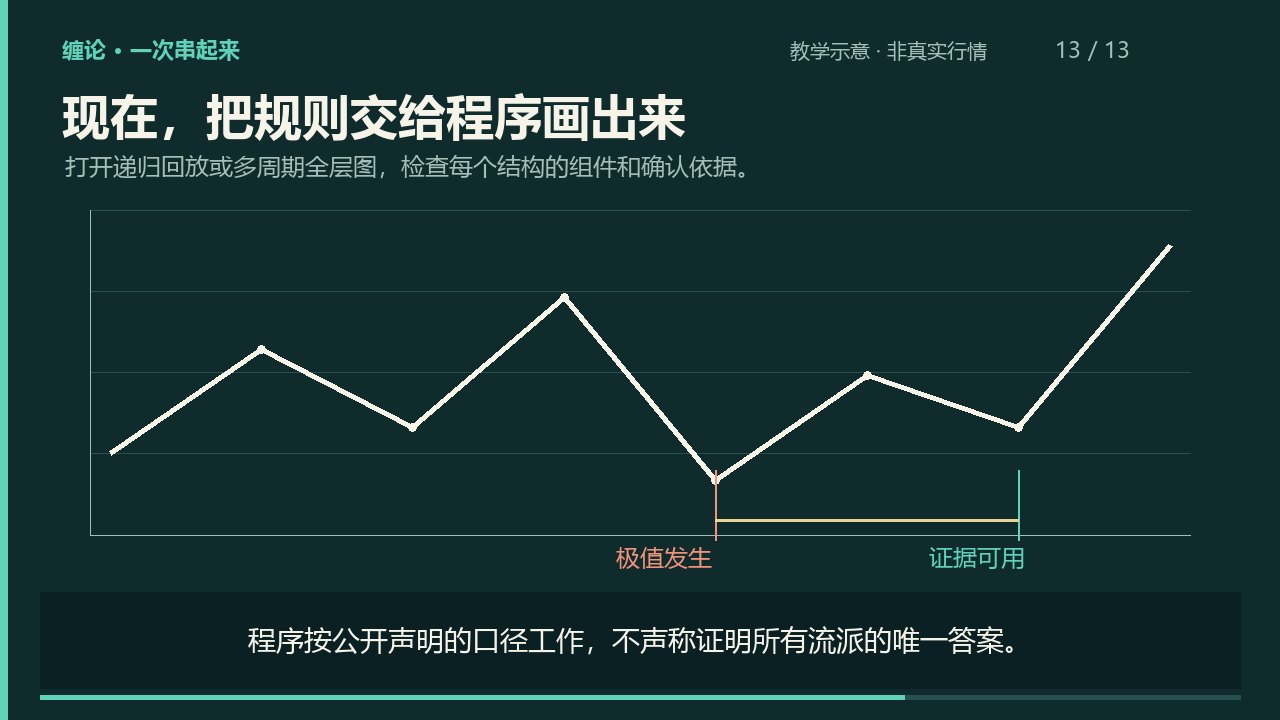 缠论 · 一次串起来
教学示意 · 非真实行情
13 / 13
现在，把规则交给程序画出来
打开递归回放或多周期全层图，检查每个结构的组件和确认依据。
极值发生
证据可用
程序按公开声明的口径工作，不声称证明所有流派的唯一答案。